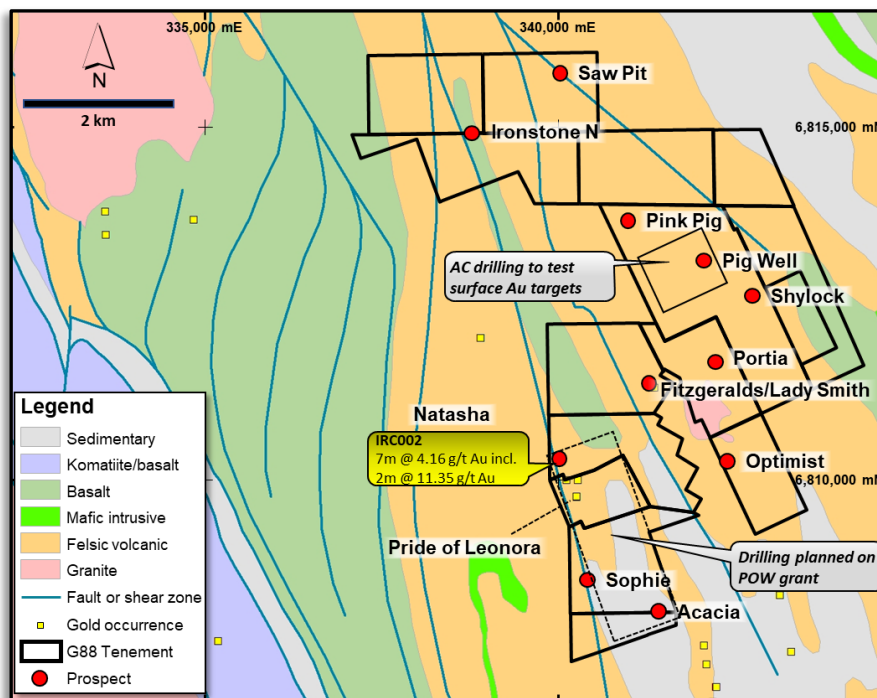 335,000 mE
340,000 mE
N
2 km
Saw Pit
Ironstone N
6,815,000 mN
Pink Pig
AC drilling to test
surface Au targets
Pig Well
Shylock
Portia
Fitzgeralds/Lady Smith
Natasha
IRC002
7m @ 4.16 g/t Au incl.
2m @ 11.35 g/t Au
Optimist
6,810,000 mN
Pride of Leonora
Drilling planned on
POW grant
Sophie
Acacia
Legend
Sedimentary
Komatiite/basalt
Basalt
Mafic intrusive
Felsic volcanic
Granite
Fault or shear zone
Gold occurrence
G88 Tenement
Prospect